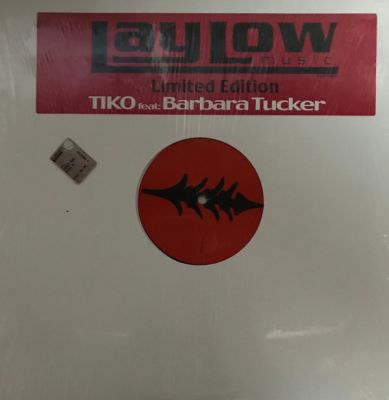 LayLow
music
Limited Edition
TIKO feat: Barbara Tucker